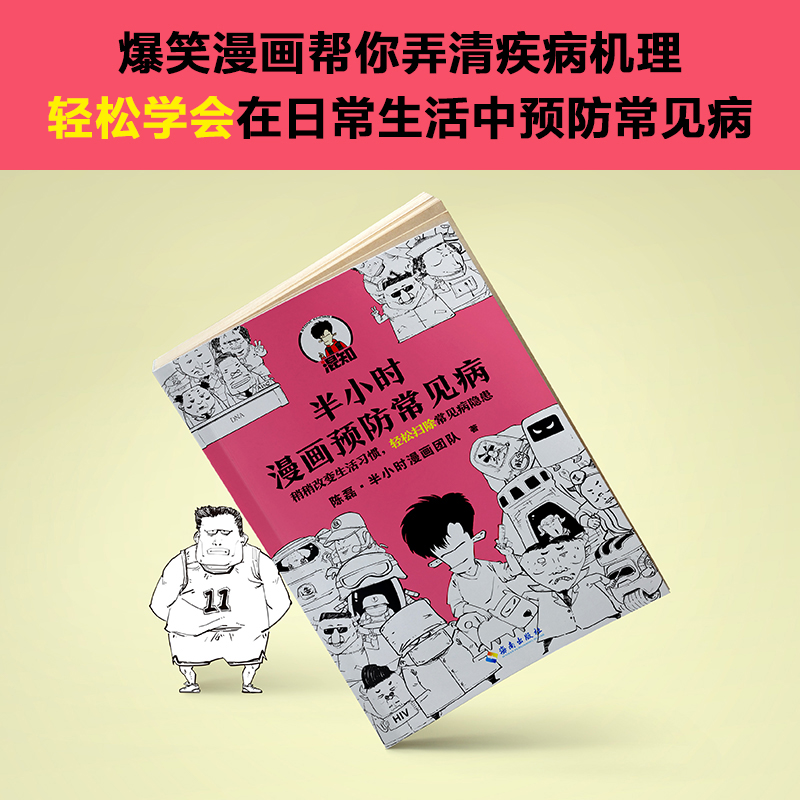 爆笑漫画帮你弄清疾病机理
轻松学会在日常生活中预防常见病
混知
半小时
漫画预防常见病
稍稍改变生活习惯，轻松扫除常见病隐患
陈磊·半小时漫画团队 著
DNA
11
HIV
海南出版社